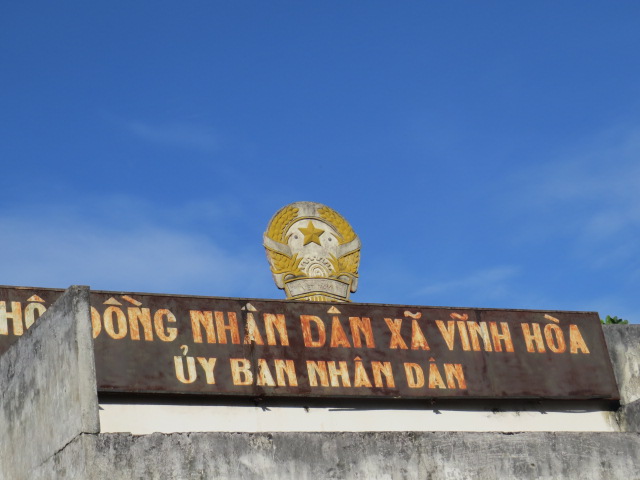 ĐỒNG NHÂN DÂN XÃ VĨNH HÒA
ỦY BAN NHÂN DÂN